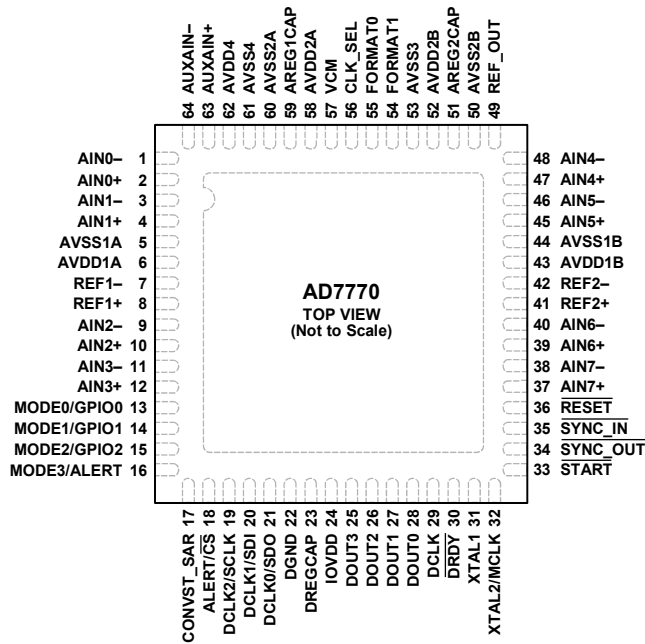 64 AUXAIN–
63 AUXAIN+
62 AVDD4
61 AVSS4
60 AVSS2A
59 AREG1CAP
58 AVDD2A
57 VCM
56 CLK_SEL
55 FORMAT0
54 FORMAT1
53 AVSS3
52 AVDD2B
51 AREG2CAP
50 AVSS2B
49 REF_OUT
AIN0– 1
AIN0+ 2
AIN1– 3
AIN1+ 4
AVSS1A 5
AVDD1A 6
REF1– 7
REF1+ 8
AIN2– 9
AIN2+ 10
AIN3– 11
AIN3+ 12
MODE0/GPIO0 13
MODE1/GPIO1 14
MODE2/GPIO2 15
MODE3/ALERT 16
AD7770
TOP VIEW
(Not to Scale)
48 AIN4–
47 AIN4+
46 AIN5–
45 AIN5+
44 AVSS1B
43 AVDD1B
42 REF2–
41 REF2+
40 AIN6–
39 AIN6+
38 AIN7–
37 AIN7+
36 RESET
35 SYNC_IN
34 SYNC_OUT
33 START
CONVST_SAR 17
ALERT/CS 18
DCLK2/SCLK 19
DCLK1/SDI 20
DCLK0/SDO 21
DGND 22
DREGCAP 23
IOVDD 24
DOUT3 25
DOUT2 26
DOUT1 27
DOUT0 28
DCLK 29
DRDY 30
XTAL1 31
XTAL2/MCLK 32